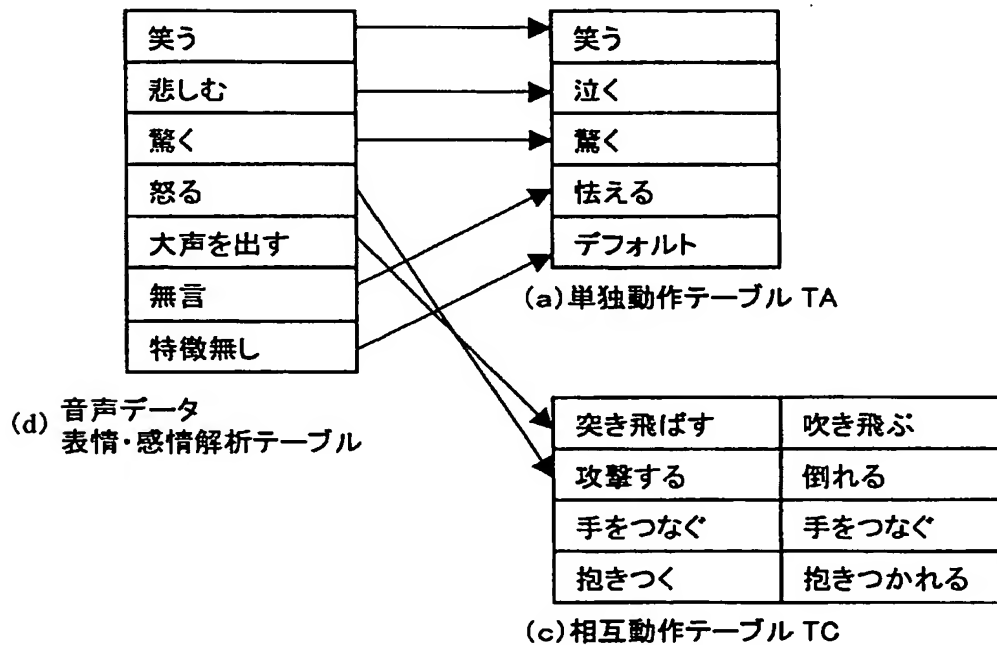 笑う
悲しむ
驚く
怒る
大声を出す
無言
特徴無し
(d) 音声データ
表情・感情解析テーブル
笑う
泣く
驚く
怯える
デフォルト
(a)単独動作テーブル TA
突き飛ばす 吹き飛ぶ
攻撃する 倒れる
手をつなぐ 手をつなぐ
抱きつく 抱きつかれる
(c)相互動作テーブル TC